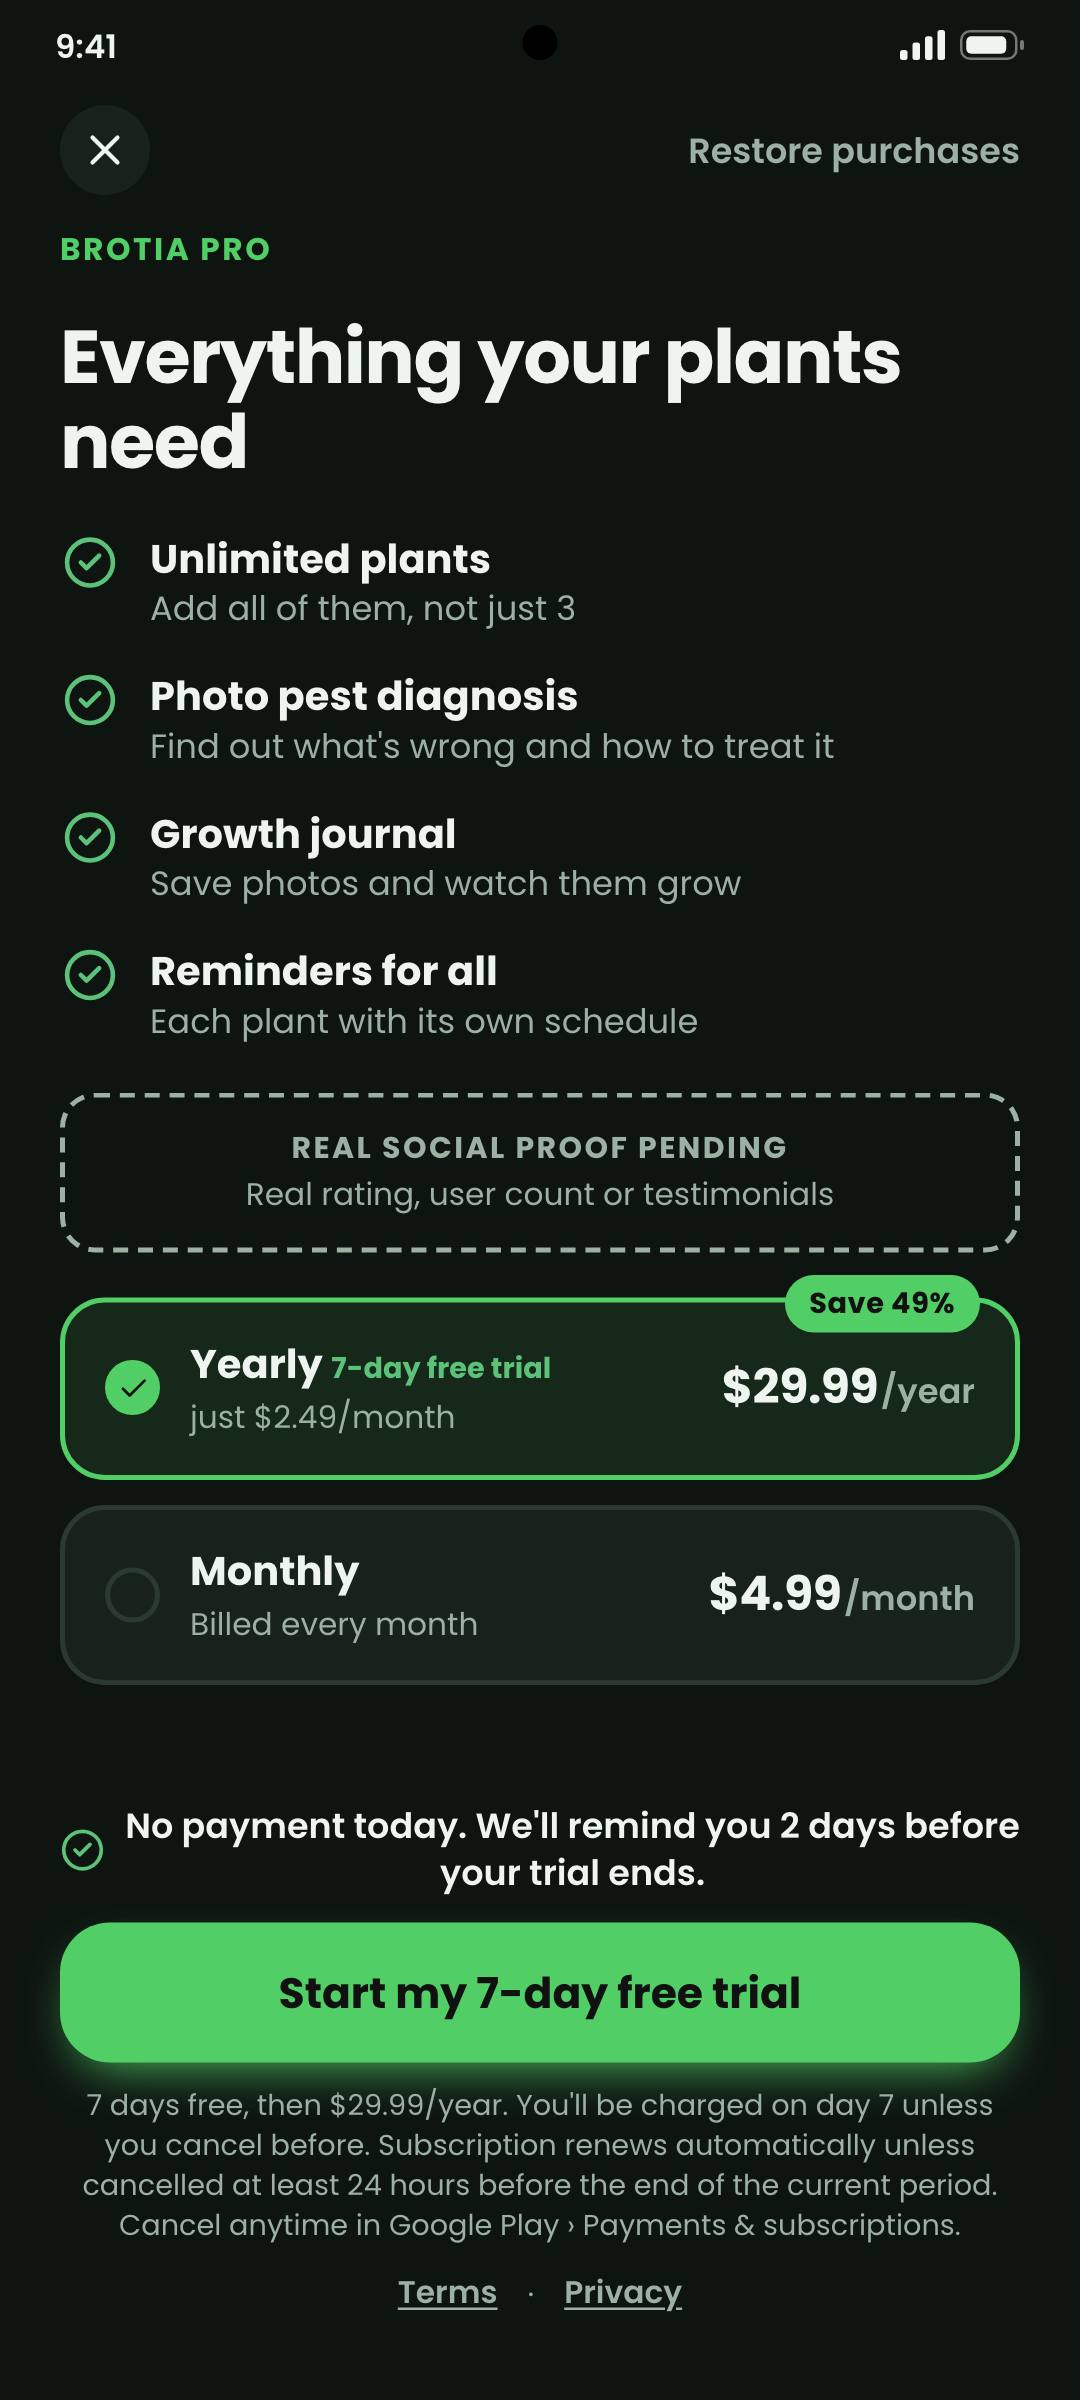 9:41
Restore purchases
BROTIA PRO
Everything your plants
need
Unlimited plants
Add all of them, not just 3
Photo pest diagnosis
Find out what's wrong and how to treat it
Growth journal
Save photos and watch them grow
Reminders for all
Each plant with its own schedule
REAL SOCIAL PROOF PENDING
Real rating, user count or testimonials
Save 49%
Yearly 7-day free trial
just $2.49/month
$29.99/year
Monthly
Billed every month
$4.99/month
No payment today. We'll remind you 2 days before
your trial ends.
Start my 7-day free trial
7 days free, then $29.99/year. You'll be charged on day 7 unless
you cancel before. Subscription renews automatically unless
cancelled at least 24 hours before the end of the current period.
Cancel anytime in Google Play › Payments & subscriptions.
Terms · Privacy